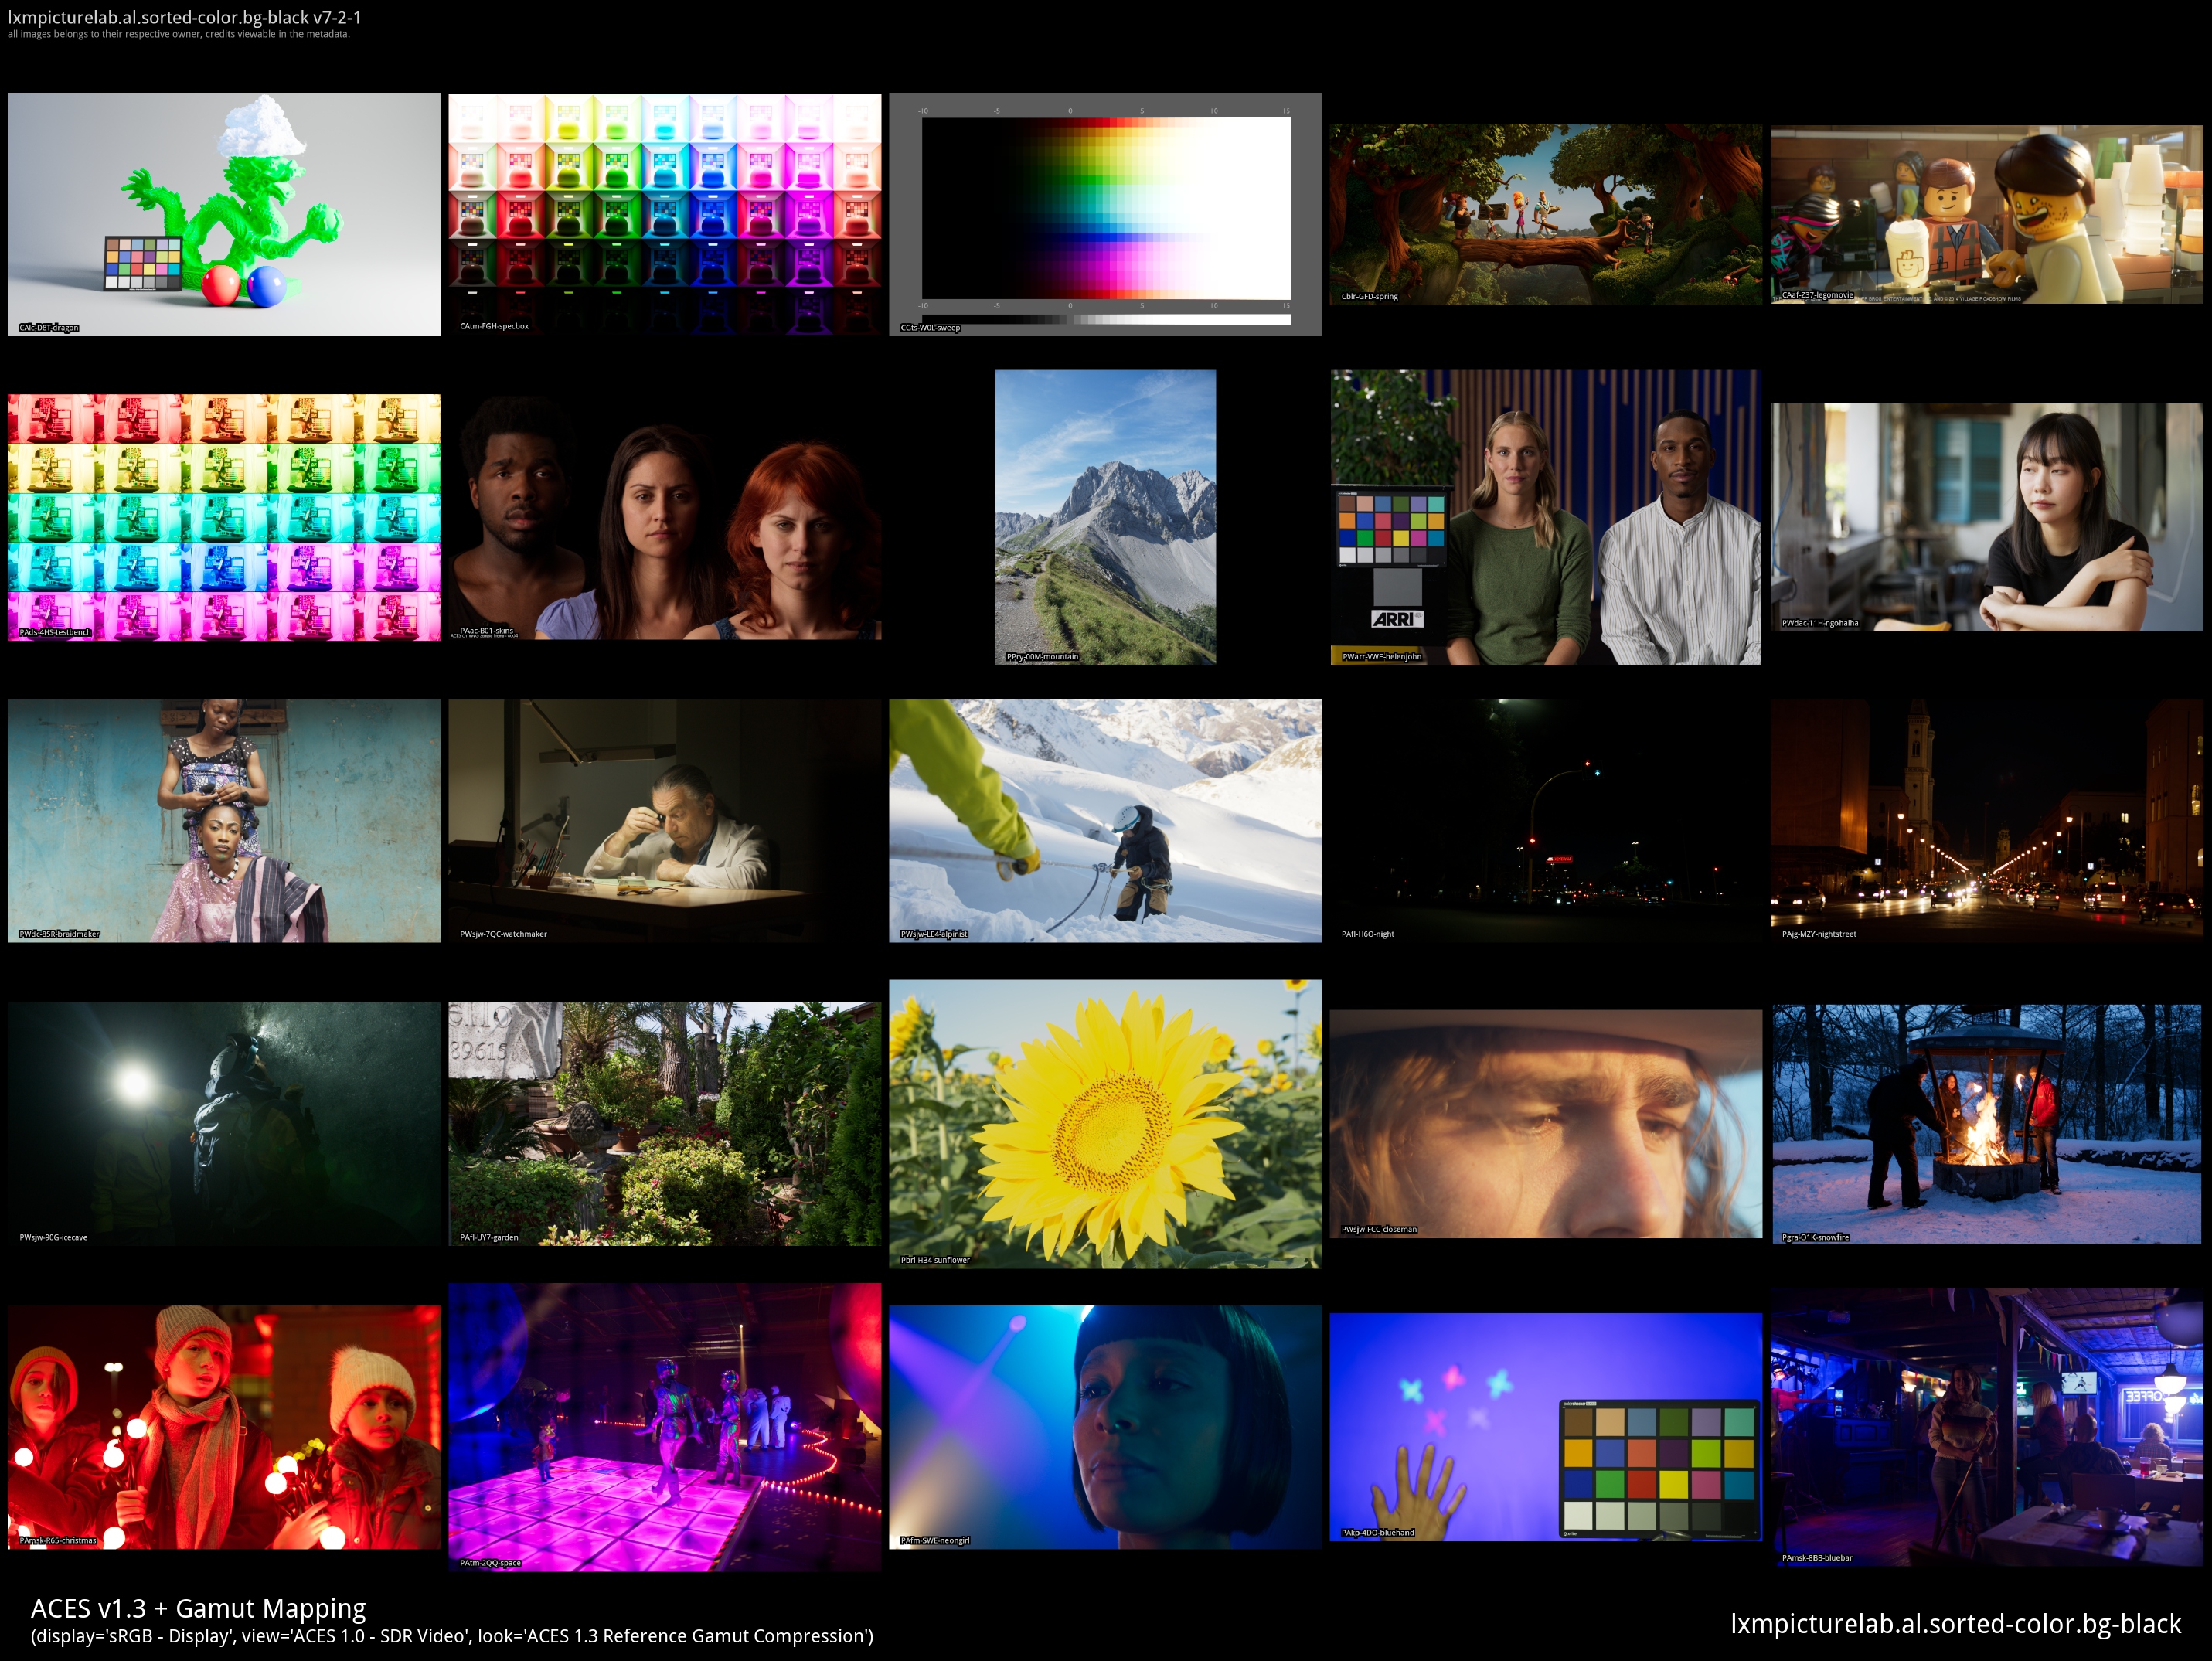 lxmpicturelab.al.sorted-color.bg-black v7-2-1
all images belongs to their respective owner, credits viewable in the metadata.
-10 -5 0 5 10 15
-10 -5 0 5 10 15
CAlc-D8T-dragon
CAtm-FGH-specbox
CGts-W0L-sweep
Cblr-GFD-spring
CAaf-Z37-legomovie
PAds-4HS-testbench
PAac-B01-skins
PPry-00M-mountain
ARRI
PWarr-VWE-helenjohn
PWdac-11H-ngohaiha
PWdc-85R-braidmaker
PWsjw-7QC-watchmaker
PWsjw-LE4-alpinist
PAfl-H6O-night
PAjg-MZY-nightstreet
89615
PWsjw-90G-icecave
PAfl-UY7-garden
Pbri-H34-sunflower
PWsjw-FCC-closeman
Pgra-O1K-snowfire
PAmsk-R65-christmas
PAtm-2QQ-space
PAfm-SWE-neongirl
PAkp-4DO-bluehand
PAmsk-8BB-bluebar
ACES v1.3 + Gamut Mapping
(display='sRGB - Display', view='ACES 1.0 - SDR Video', look='ACES 1.3 Reference Gamut Compression')
lxmpicturelab.al.sorted-color.bg-black